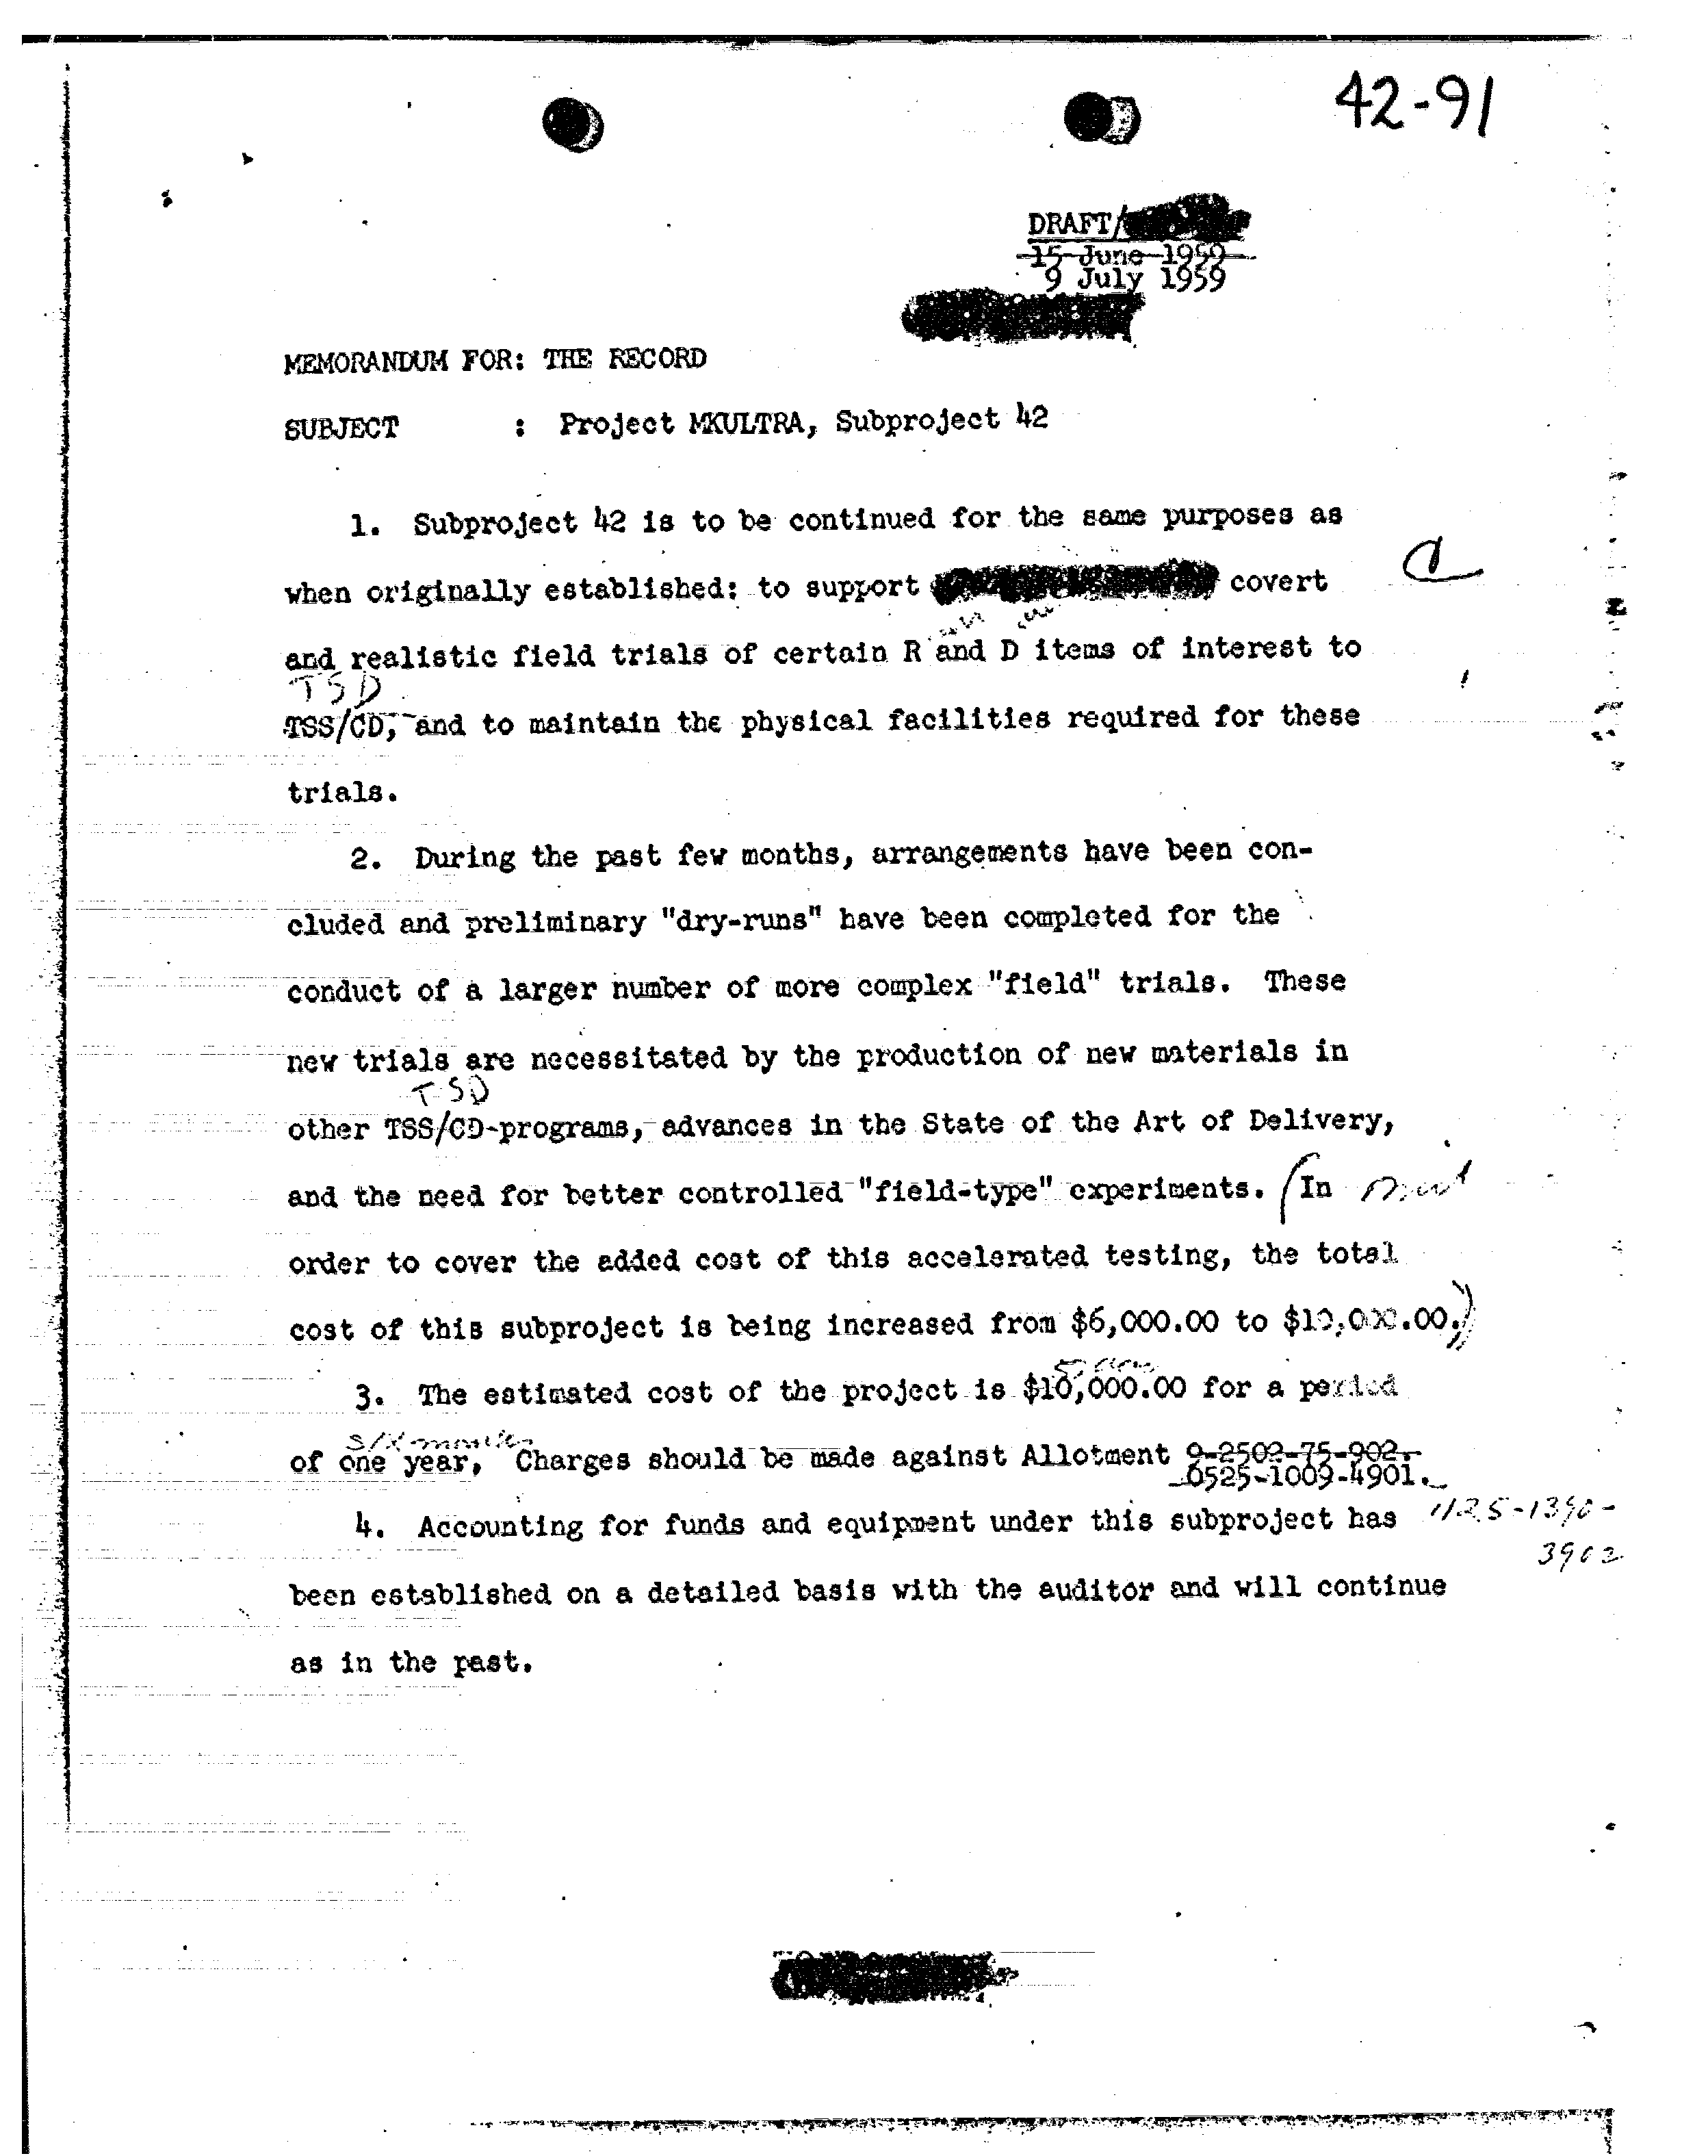 42-91
DRAFT/
15 June 1959
9 July 1959
MEMORANDUM FOR: THE RECORD
SUBJECT : Project MKULTRA, Subproject 42
1. Subproject 42 is to be continued for the same purposes as
when originally established: to support covert
and realistic field trials of certain R and D items of interest to
TSD
TSS/CD, and to maintain the physical facilities required for these
trials.
2. During the past few months, arrangements have been con-
cluded and preliminary "dry-runs" have been completed for the
conduct of a larger number of more complex "field" trials. These
new trials are necessitated by the production of new materials in
TSD
other TSS/CD-programs, advances in the State of the Art of Delivery,
and the need for better controlled "field-type" experiments. (In omit
order to cover the added cost of this accelerated testing, the total
cost of this subproject is being increased from $6,000.00 to $10,000.00.)
5,000
3. The estimated cost of the project is $10,000.00 for a period
six months
of one year. Charges should be made against Allotment 9-2502-75-902.
0525-1009-4901.
4. Accounting for funds and equipment under this subproject has 1125-1390-
3902
been established on a detailed basis with the auditor and will continue
as in the past.